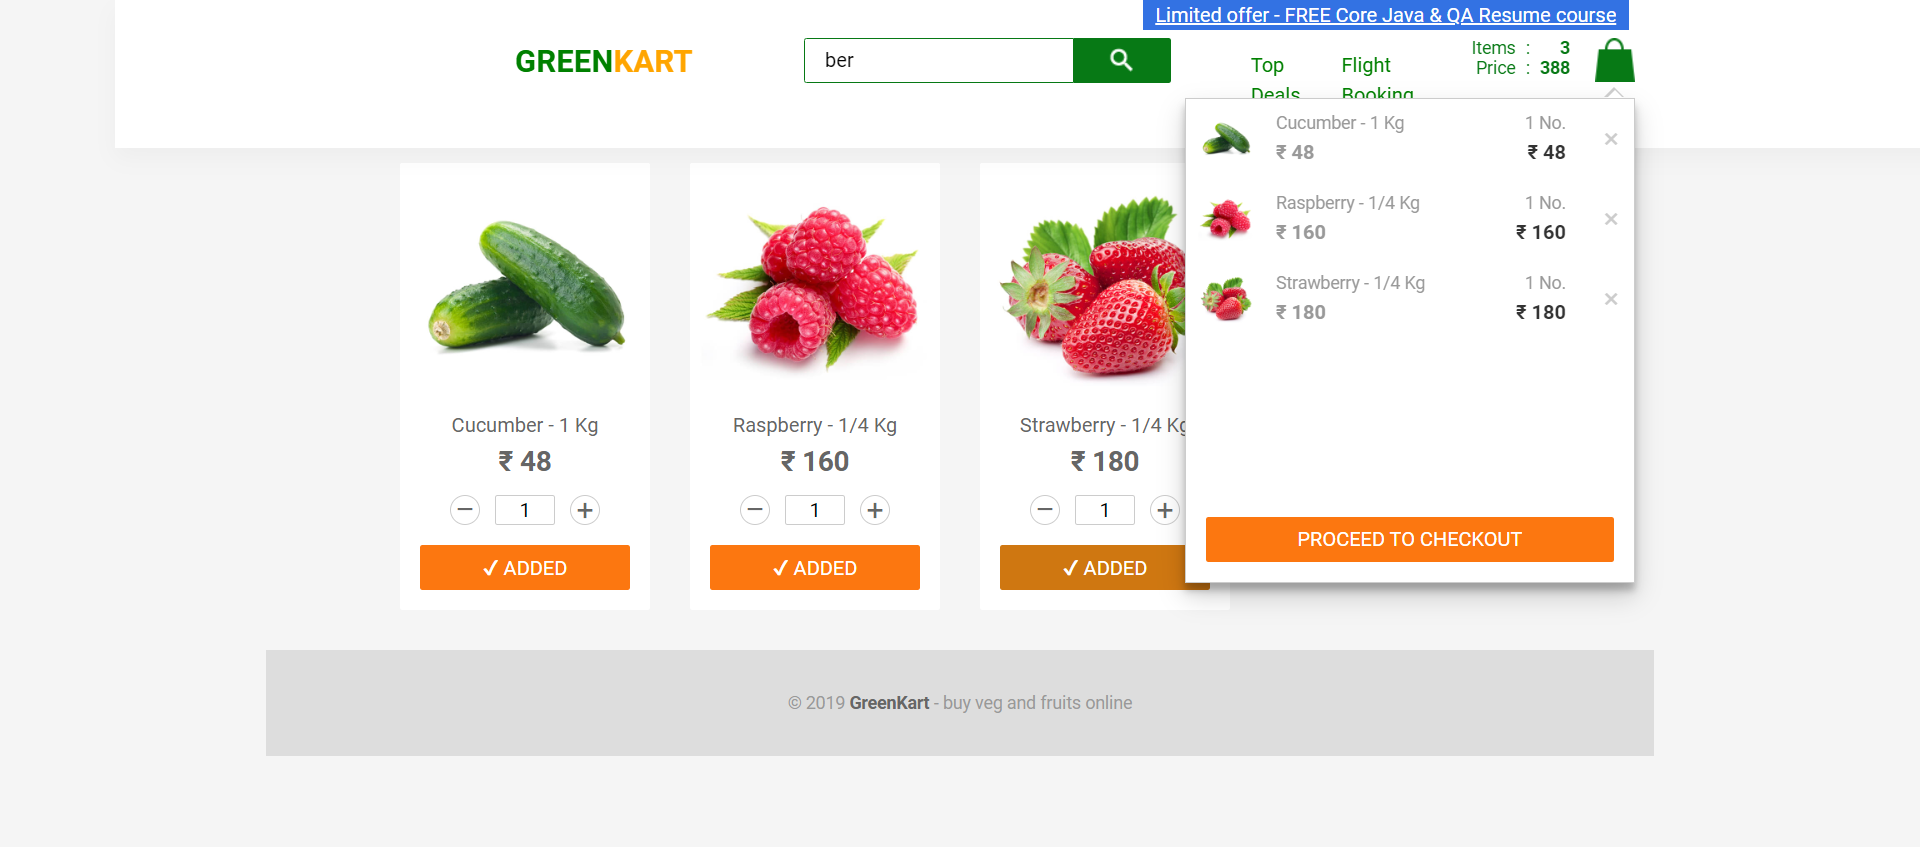 Limited offer - FREE Core Java & QA Resume course
GREENKART
ber
Top Deals
Flight Booking
Items : 3
Price : 388
Cucumber - 1 Kg
₹ 48
1 No.
₹ 48
×
Raspberry - 1/4 Kg
₹ 160
1 No.
₹ 160
×
Strawberry - 1/4 Kg
₹ 180
1 No.
₹ 180
×
PROCEED TO CHECKOUT
Cucumber - 1 Kg
₹ 48
− 1 +
✓ ADDED
Raspberry - 1/4 Kg
₹ 160
− 1 +
✓ ADDED
Strawberry - 1/4 Kg
₹ 180
− 1 +
✓ ADDED
© 2019 GreenKart - buy veg and fruits online